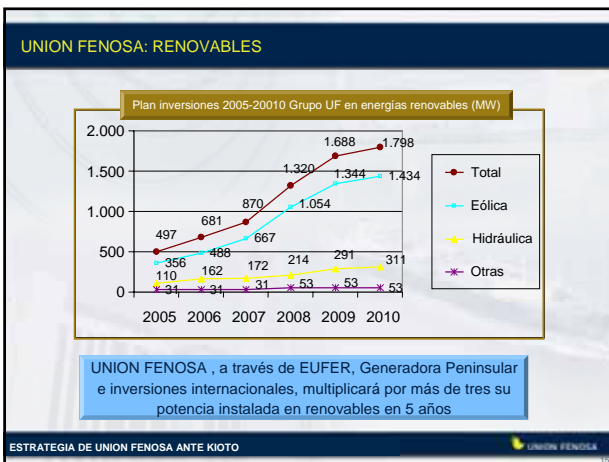 UNION FENOSA: RENOVABLES
Plan inversiones 2005-20010 Grupo UF en energías renovables (MW)
2.000
1.500
1.000
500
0
497
681
870
1.320
1.688
1.798
356
488
667
1.054
1.344
1.434
110
162
172
214
291
311
31
31
31
53
53
53
2005 2006 2007 2008 2009 2010
Total
Eólica
Hidráulica
Otras
UNION FENOSA , a través de EUFER, Generadora Peninsular
e inversiones internacionales, multiplicará por más de tres su
potencia instalada en renovables en 5 años
ESTRATEGIA DE UNION FENOSA ANTE KIOTO
UNION FENOSA
15